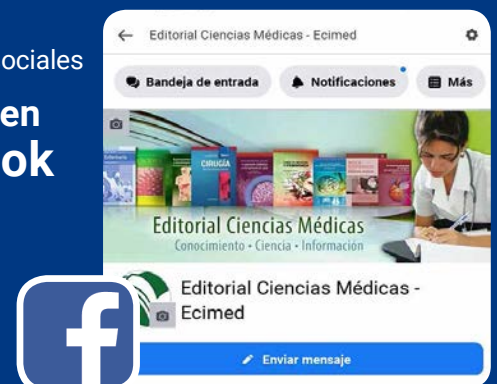 ociales
en
ok
Editorial Ciencias Médicas - Ecimed
Bandeja de entrada
Notificaciones
Más
CIRUGÍA
Editorial Ciencias Médicas
Conocimiento • Ciencia • Información
Editorial Ciencias Médicas -
Ecimed
Enviar mensaje
f